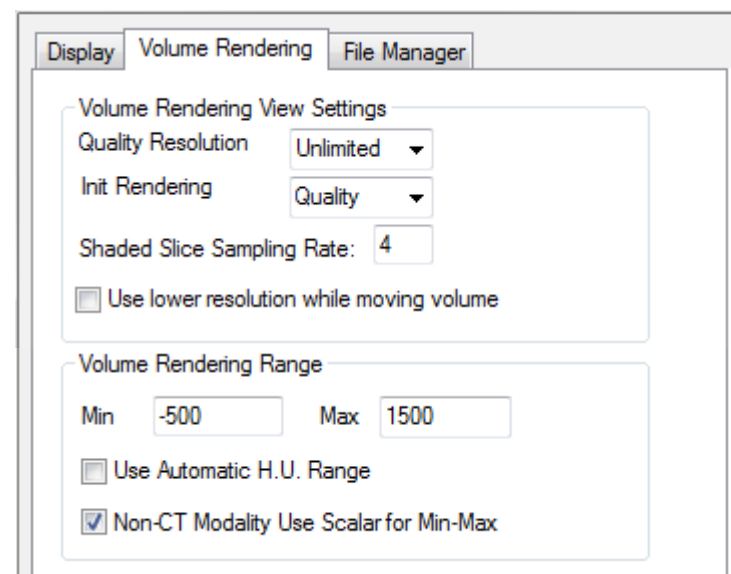 Display Volume Rendering File Manager
Volume Rendering View Settings
Quality Resolution Unlimited
Init Rendering Quality
Shaded Slice Sampling Rate: 4
Use lower resolution while moving volume
Volume Rendering Range
Min -500 Max 1500
Use Automatic H.U. Range
Non-CT Modality Use Scalar for Min-Max